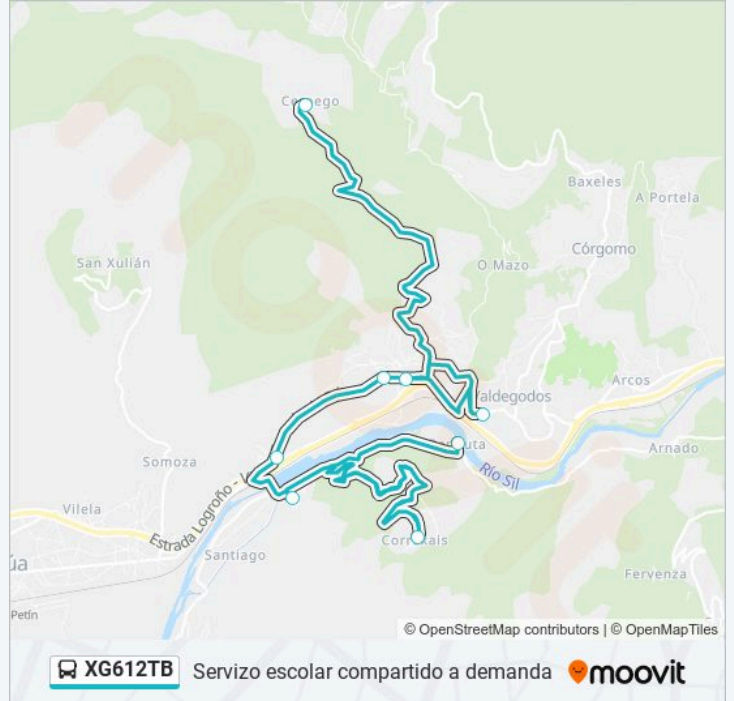 Baxeles
A Portela
Córgomo
San Xulián
O Mazo
Valdegodos
Arcos
Arnado
Somoza
Río Sil
Vilela
Estrada Logroño - V
Santiago
Fervenza
Petín
© OpenStreetMap contributors | © OpenMapTiles
XG612TB Servizo escolar compartido a demanda moovit